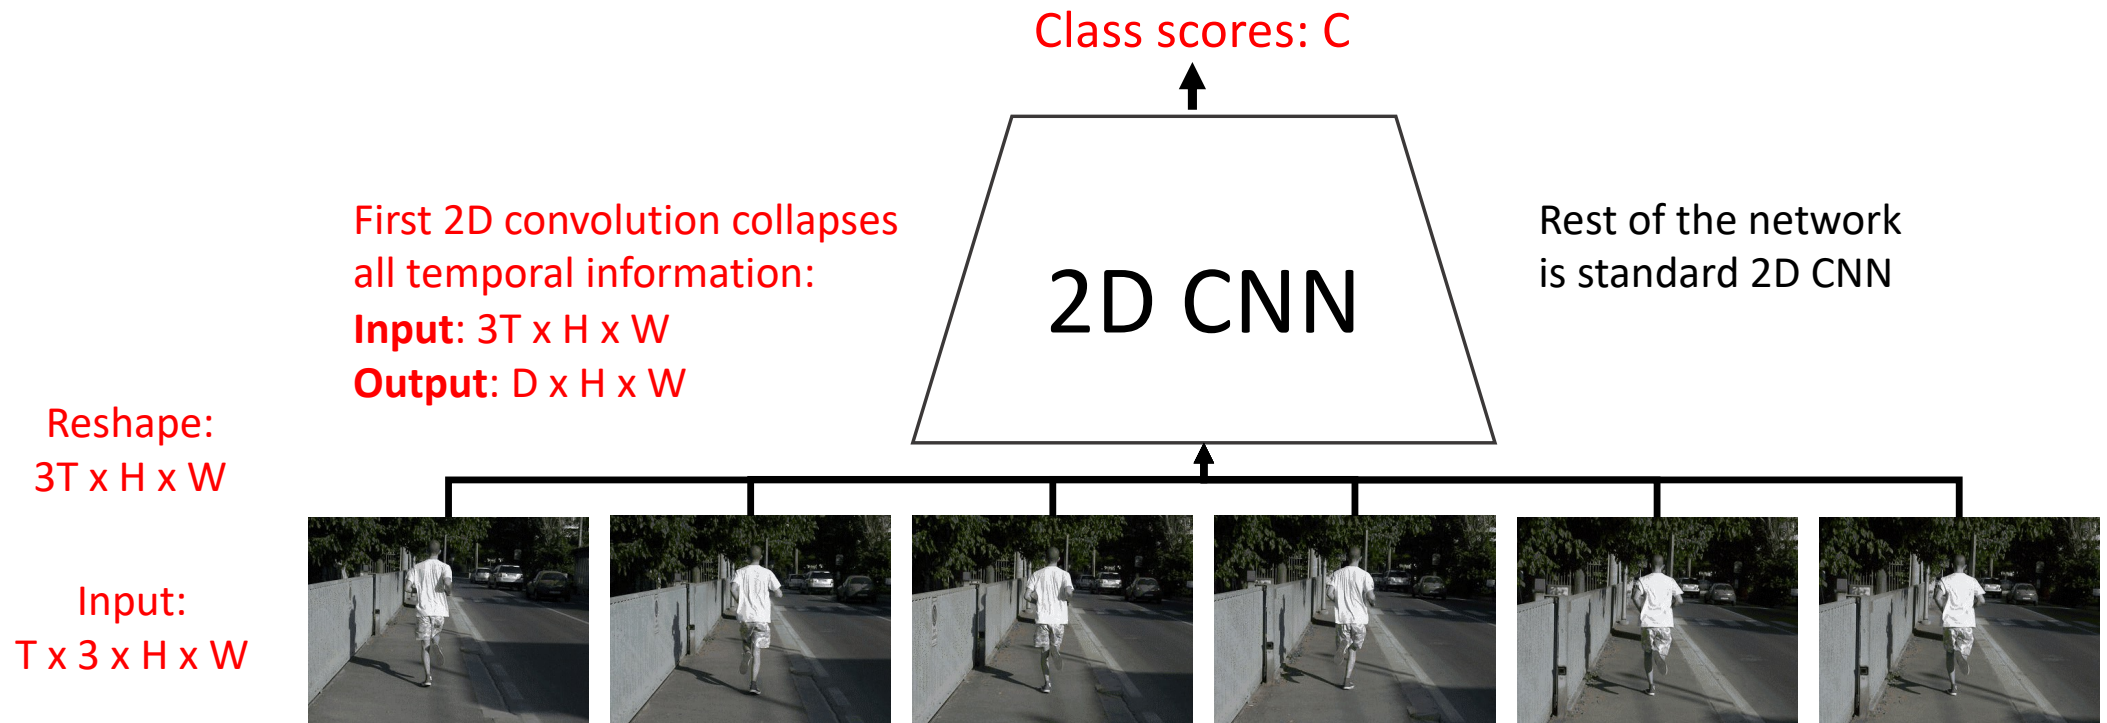 Class scores: C
First 2D convolution collapses
all temporal information:
Input: 3T x H x W
Output: D x H x W
2D CNN
Rest of the network
is standard 2D CNN
Reshape:
3T x H x W
Input:
T x 3 x H x W